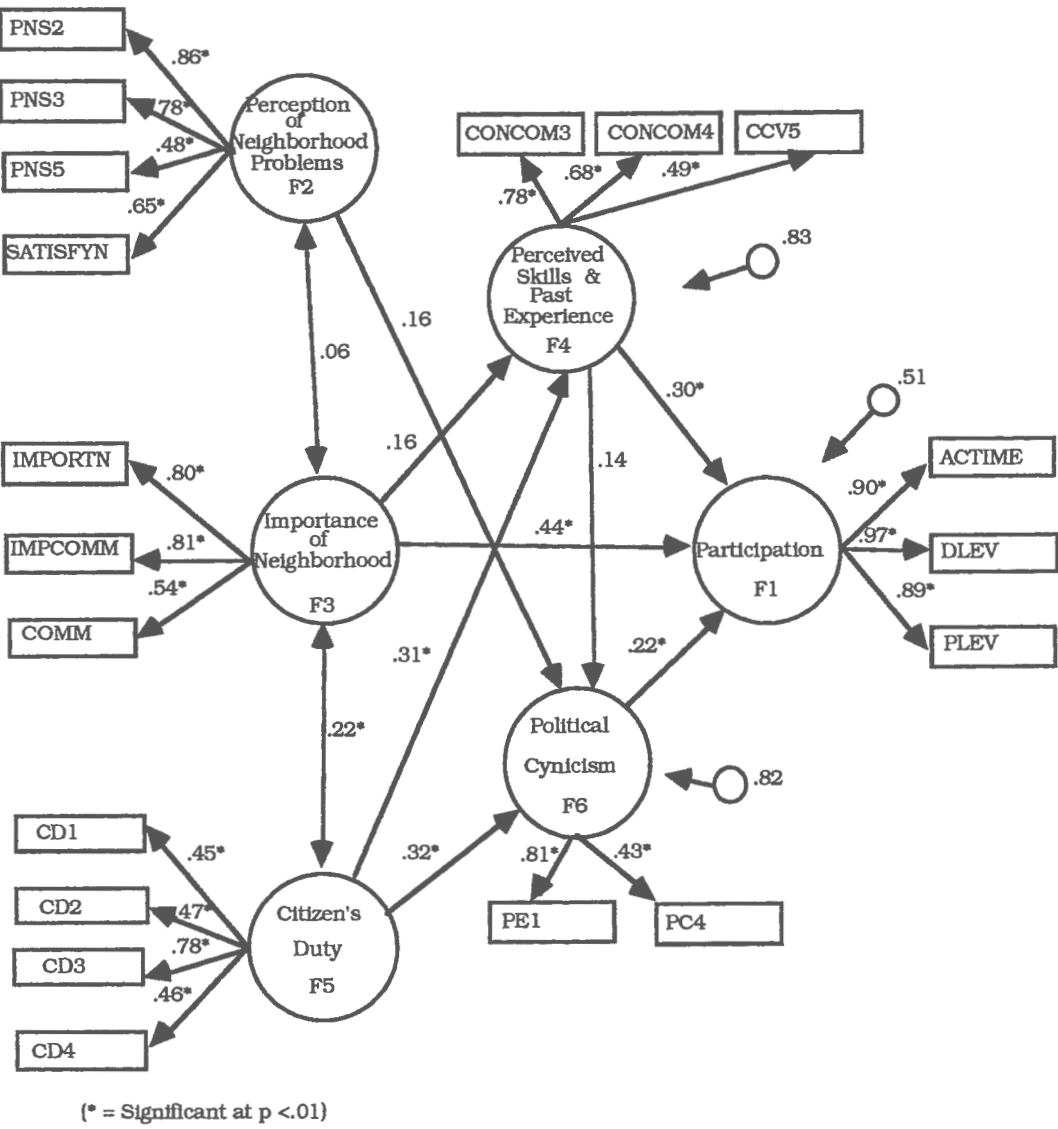 PNS2
.86*
PNS3
.78*
PNS5
.48*
SATISFYN
.65*
Perception
of
Neighborhood
Problems
F2
CONCOM3
CONCOM4
CCV5
.78*
.68*
.49*
Perceived
Skills &
Past
Experience
F4
.83
.16
.06
.16
.30*
.51
.14
IMPORTN
.80*
IMPCOMM
.81*
COMM
.54*
Importance
of
Neighborhood
F3
.44*
Participation
F1
ACTIME
.90*
DLEV
.97*
PLEV
.89*
.31*
.22*
.22*
Political
Cynicism
F6
.82
.32*
.81*
.43*
PE1
PC4
CD1
.45*
CD2
.47*
CD3
.78*
CD4
.46*
Citizen's
Duty
F5
{* = Significant at p <.01}